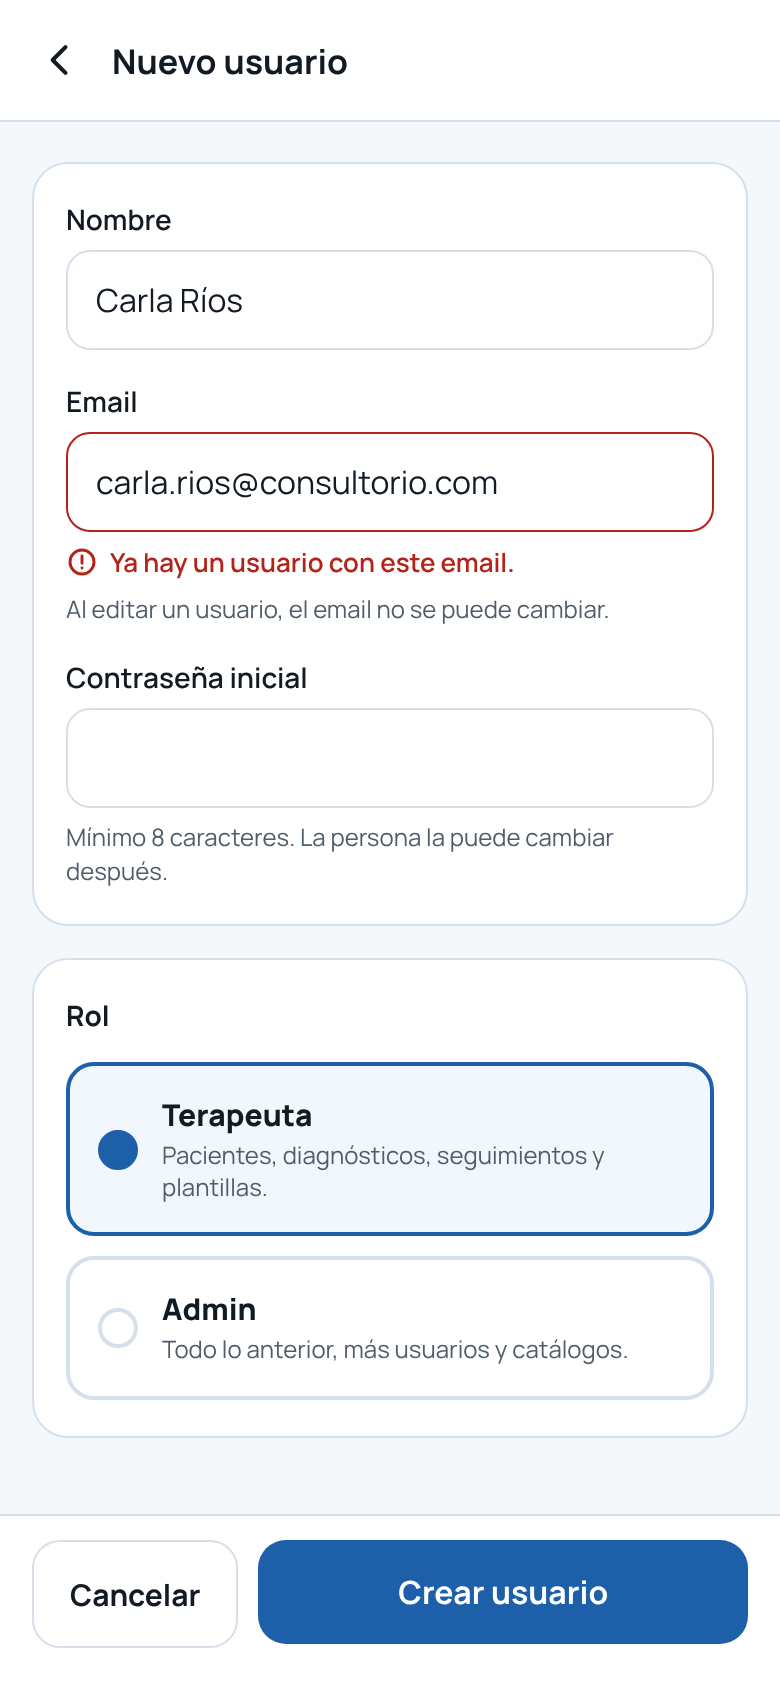 Nuevo usuario
Nombre
Carla Ríos
Email
carla.rios@consultorio.com
Ya hay un usuario con este email.
Al editar un usuario, el email no se puede cambiar.
Contraseña inicial
Mínimo 8 caracteres. La persona la puede cambiar
después.
Rol
Terapeuta
Pacientes, diagnósticos, seguimientos y
plantillas.
Admin
Todo lo anterior, más usuarios y catálogos.
Cancelar
Crear usuario